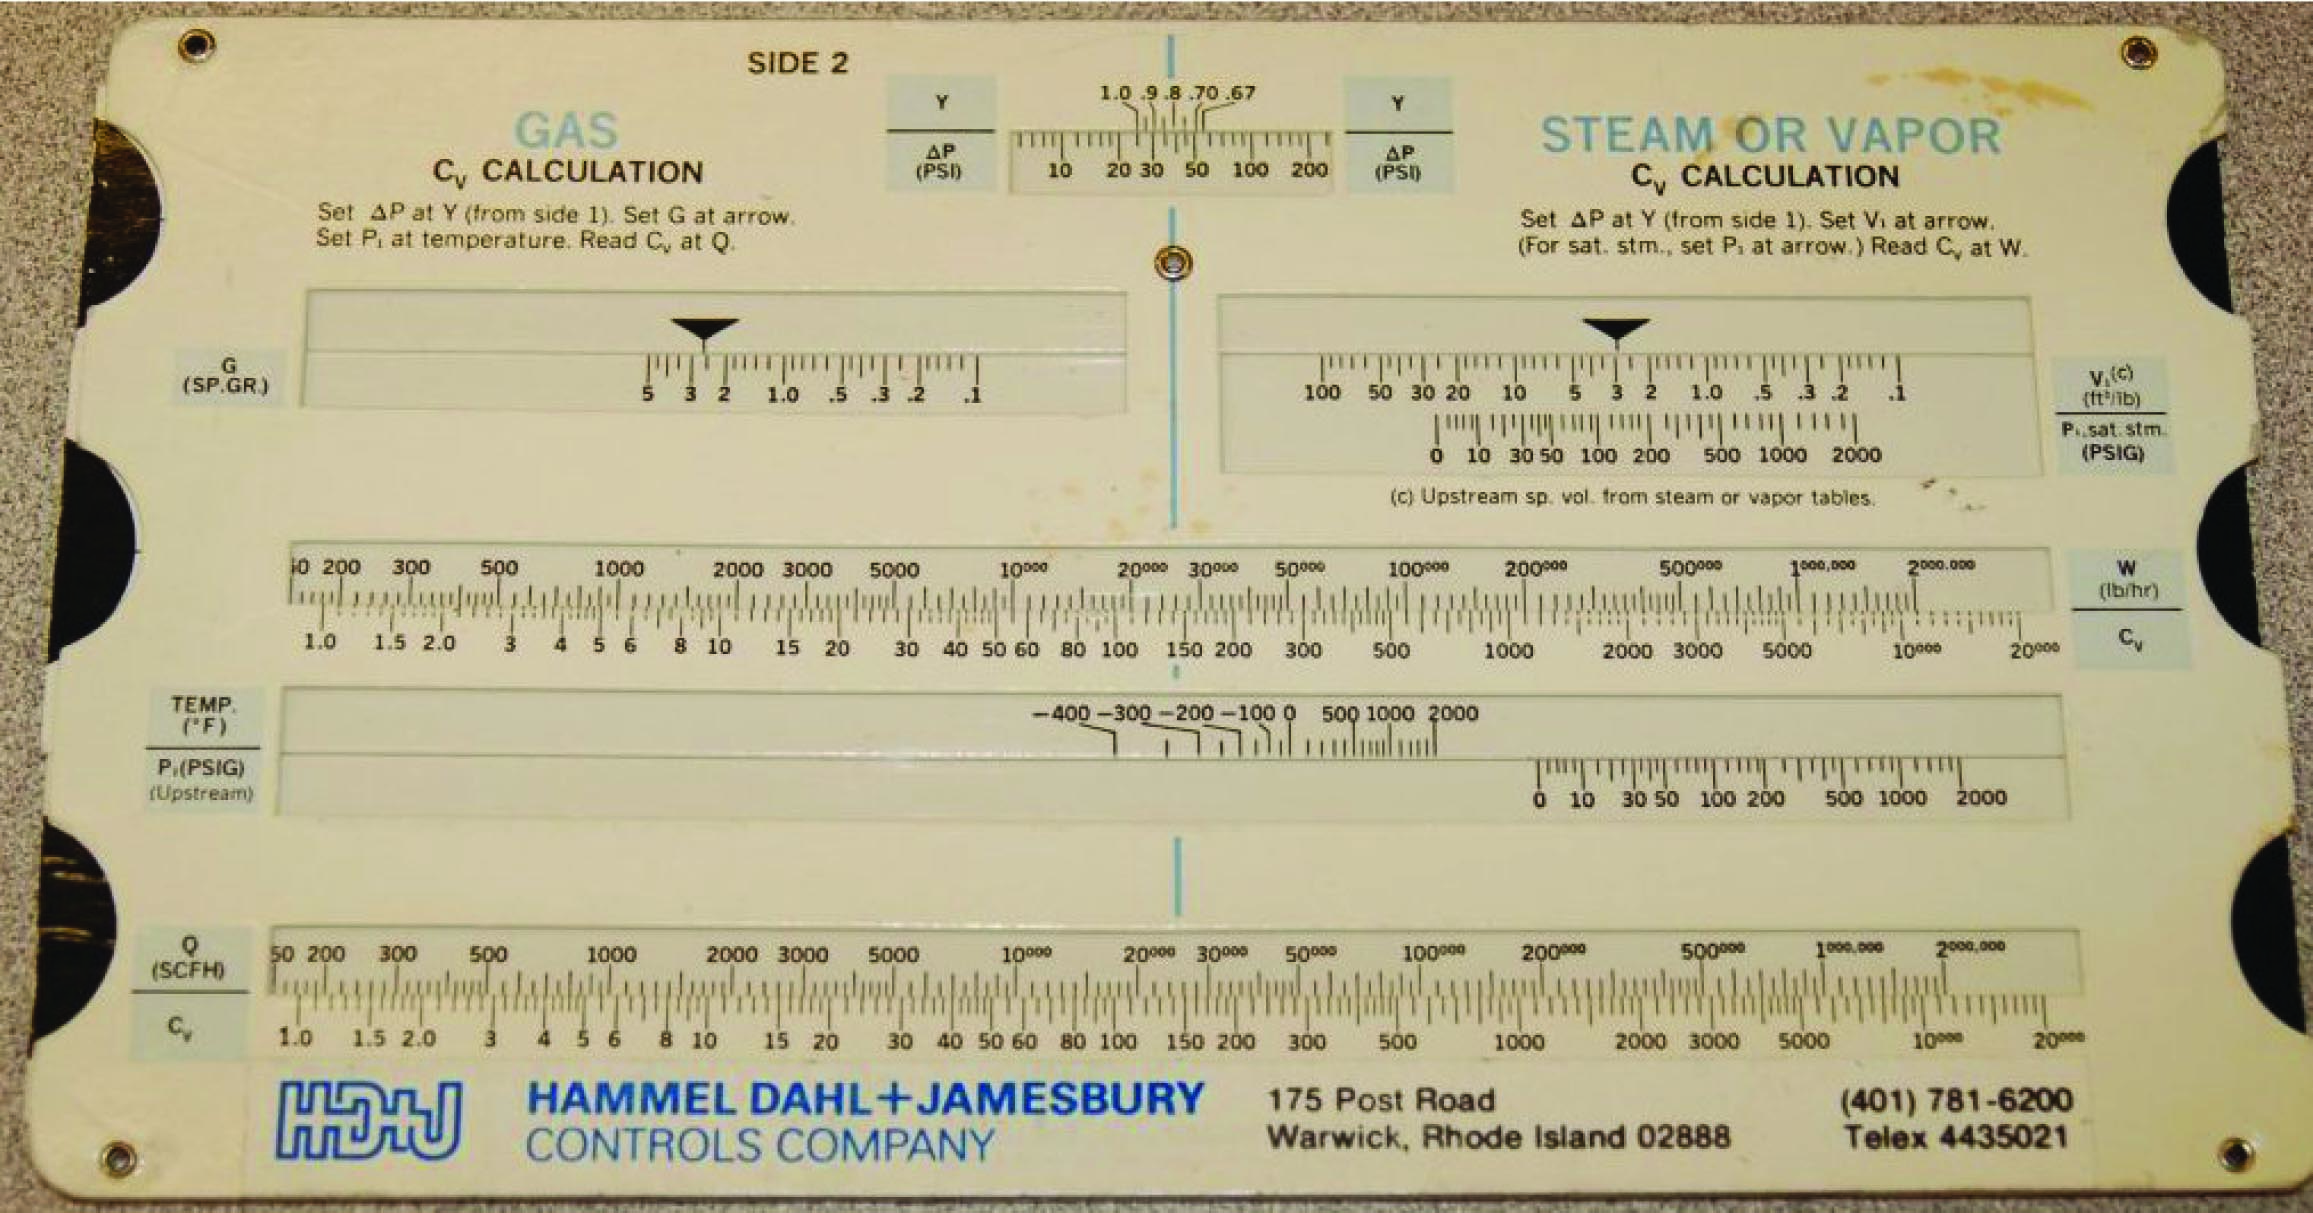 SIDE 2
GAS
C_v CALCULATION
Set ΔP at Y (from side 1). Set G at arrow.
Set P₁ at temperature. Read C_v at Q.
Y
ΔP
(PSI)
1.0 .9 .8 .70 .67
10 20 30 50 100 200
Y
ΔP
(PSI)
STEAM OR VAPOR
C_v CALCULATION
Set ΔP at Y (from side 1). Set V₁ at arrow.
(For sat. stm., set P₁ at arrow.) Read C_v at W.
G
(SP.GR.)
5 3 2 1.0 .5 .3 .2 .1
100 50 30 20 10 5 3 2 1.0 .5 .3 .2 .1
0 10 30 50 100 200 500 1000 2000
V₁(c)
(ft³/lb)
P₁.sat.stm.
(PSIG)
(c) Upstream sp. vol. from steam or vapor tables.
200 300 500 1000 2000 3000 5000 10000 20000 30000 50000 100000 200000 500000 1000.000 2000.000
1.0 1.5 2.0 3 4 5 6 8 10 15 20 30 40 50 60 80 100 150 200 300 500 1000 2000 3000 5000 10000 20000
W
(lb/hr)
C_v
TEMP.
(°F)
P₁(PSIG)
(Upstream)
-400 -300 -200 -100 0 500 1000 2000
0 10 30 50 100 200 500 1000 2000
Q
(SCFH)
C_v
50 200 300 500 1000 2000 3000 5000 10000 20000 30000 50000 100000 200000 500000 1000.000 2000,000
1.0 1.5 2.0 3 4 5 6 8 10 15 20 30 40 50 60 80 100 150 200 300 500 1000 2000 3000 5000 10000 20000
HD+J
HAMMEL DAHL+JAMESBURY
CONTROLS COMPANY
175 Post Road
Warwick, Rhode Island 02888
(401) 781-6200
Telex 4435021